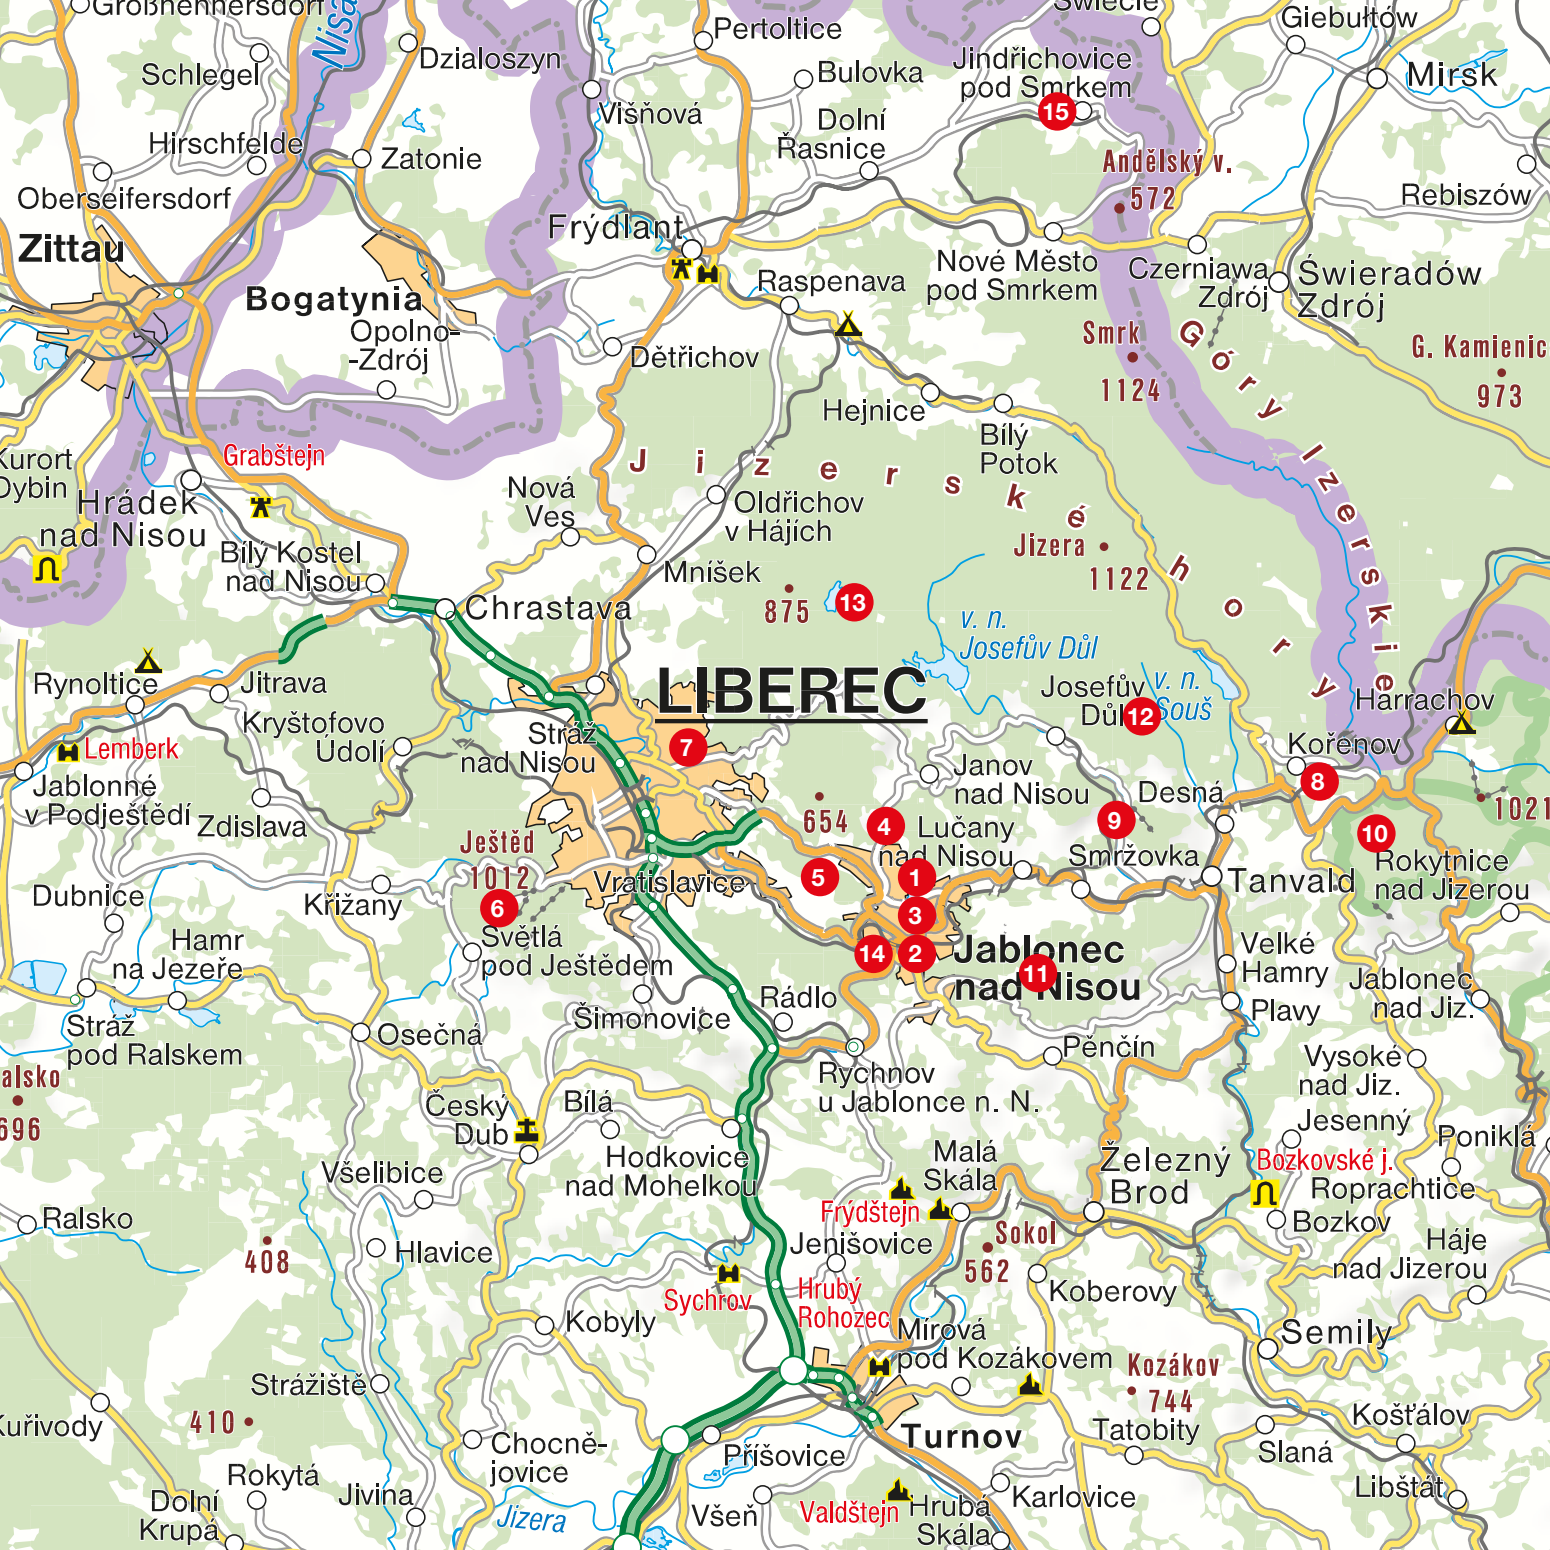 Großhennersdorf
Nisa
Schlegel
Dzialoszyn
Pertoltice
Bulovka
Višňová
Dolní
Řasnice
Jindřichovice
pod Smrkem
15
Świecie
Giebułtów
Mirsk
Hirschfelde
Zatonie
Oberseifersdorf
Zittau
Frýdlant
Andělský v.
572
Rebiszów
Bogatynia
Opolno-
-Zdrój
Raspenava
Nové Město
pod Smrkem
Czerniawa
Zdrój
Świeradów
Zdrój
Dětřichov
Smrk
1124
Góry Izerskie
G. Kamienic
973
Hejnice
Bílý
Potok
Kurort
Oybin
Grabštejn
Hrádek
nad Nisou
Jizerské hory
Nová
Ves
Oldřichov
v Hájích
Bílý Kostel
nad Nisou
Mníšek
Jizera
1122
Chrastava
875
13
v. n.
Josefův Důl
LIBEREC
Rynoltice
Jitrava
Kryštofovo
Údolí
Lemberk
Josefův
Důl
12
v. n.
Souš
Harrachov
Stráž
nad Nisou
7
Kořenov
8
Jablonné
v Podještědí
Zdislava
Janov
nad Nisou
Desná
1021
654
4
Lučany
nad Nisou
9
10
Ještěd
1012
6
Smržovka
Rokytnice
nad Jizerou
Dubnice
Křižany
Vratislavice
5
1
3
Tanvald
Světlá
pod Ještědem
14
2
Jablonec
nad Nisou
11
Velké
Hamry
Hamr
na Jezeře
Jablonec
nad Jiz.
Šimonovice
Rádlo
Plavy
Stráž
pod Ralskem
Osečná
Pěnčín
Vysoké
nad Jiz.
Rychnov
u Jablonce n. N.
alsko
696
Český
Dub
Bílá
Jesenný
Poniklá
Hodkovice
nad Mohelkou
Malá
Skála
Železný
Brod
Bozkovské j.
Roprachtice
Všelibice
Frýdštejn
Ralsko
Bozkov
Hlavice
408
Jenišovice
Sokol
562
Háje
nad Jizerou
Sychrov
Hrubý
Rohozec
Koberovy
Kobyly
Mírová
pod Kozákovem
Semily
Strážiště
Kozákov
744
Kuřivody
410
Turnov
Tatobity
Košťálov
Chocně-
jovice
Příšovice
Slaná
Rokytá
Jivina
Dolní
Krupá
Jizera
Všeň
Valdštejn
Hrubá
Skála
Karlovice
Libštát